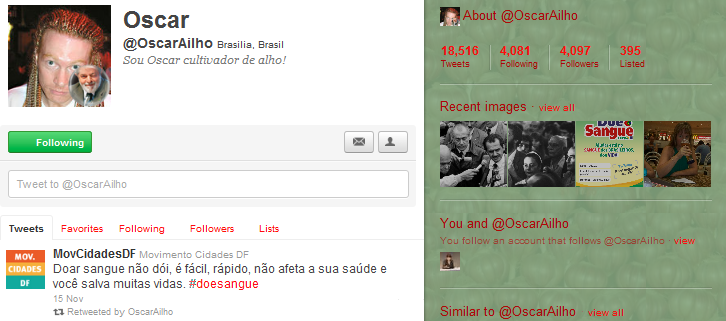 Oscar
@OscarAilho Brasilia, Brasil
Sou Oscar cultivador de alho!
Following
Tweet to @OscarAilho
Tweets Favorites Following Followers Lists
MOV.
CIDADES
DF
MovCidadesDF Movimento Cidades DF
Doar sangue não dói, é fácil, rápido, não afeta a sua saúde e
você salva muitas vidas. #doesangue
15 Nov
Retweeted by OscarAilho
About @OscarAilho
18,516 4,081 4,097 395
Tweets Following Followers Listed
Recent images · view all
Doe
Sangue
You and @OscarAilho
You follow an account that follows @OscarAilho · view
Similar to @OscarAilho · view all